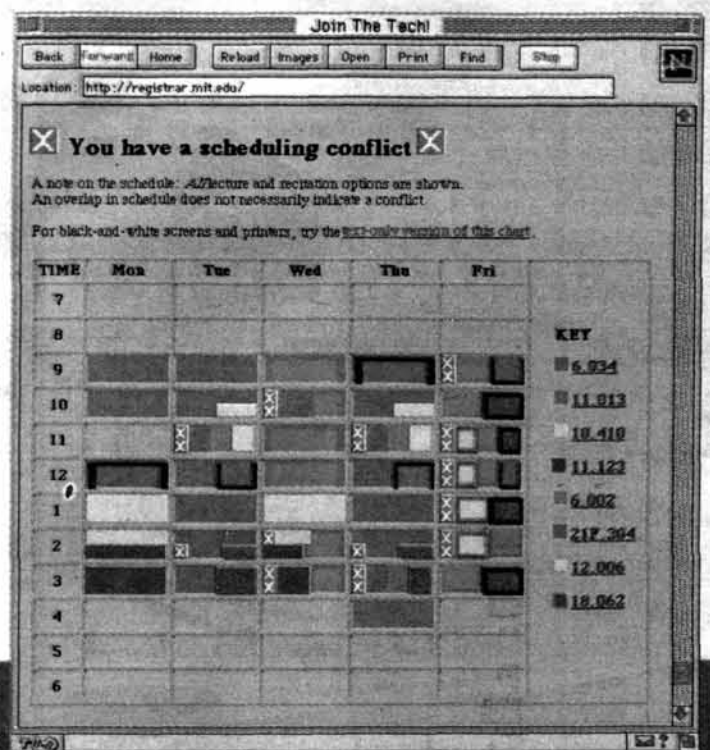 Join The Tech!
Back Forward Home Reload Images Open Print Find Stop
Location: http://registrar.mit.edu/
You have a scheduling conflict
A note on the schedule: All lecture and recitation options are shown.
An overlap in schedule does not necessarily indicate a conflict
For black-and-white screens and printers, try the text-only version of this chart.
TIME Mon Tue Wed Thu Fri
7
8
KEY
9
6.034
10
11.013
11
10.410
12
11.123
1
6.002
2
21F.304
3
12.006
4
18.062
5
6
?